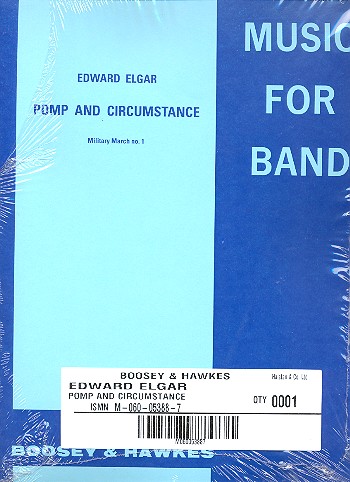 MUSIC
FOR
BAND
EDWARD ELGAR
POMP AND CIRCUMSTANCE
Military March no. 1
BOOSEY & HAWKES
EDWARD ELGAR
POMP AND CIRCUMSTANCE
ISMN M-060-05388-7
QTY 0001
BOOSEY & HAWKES